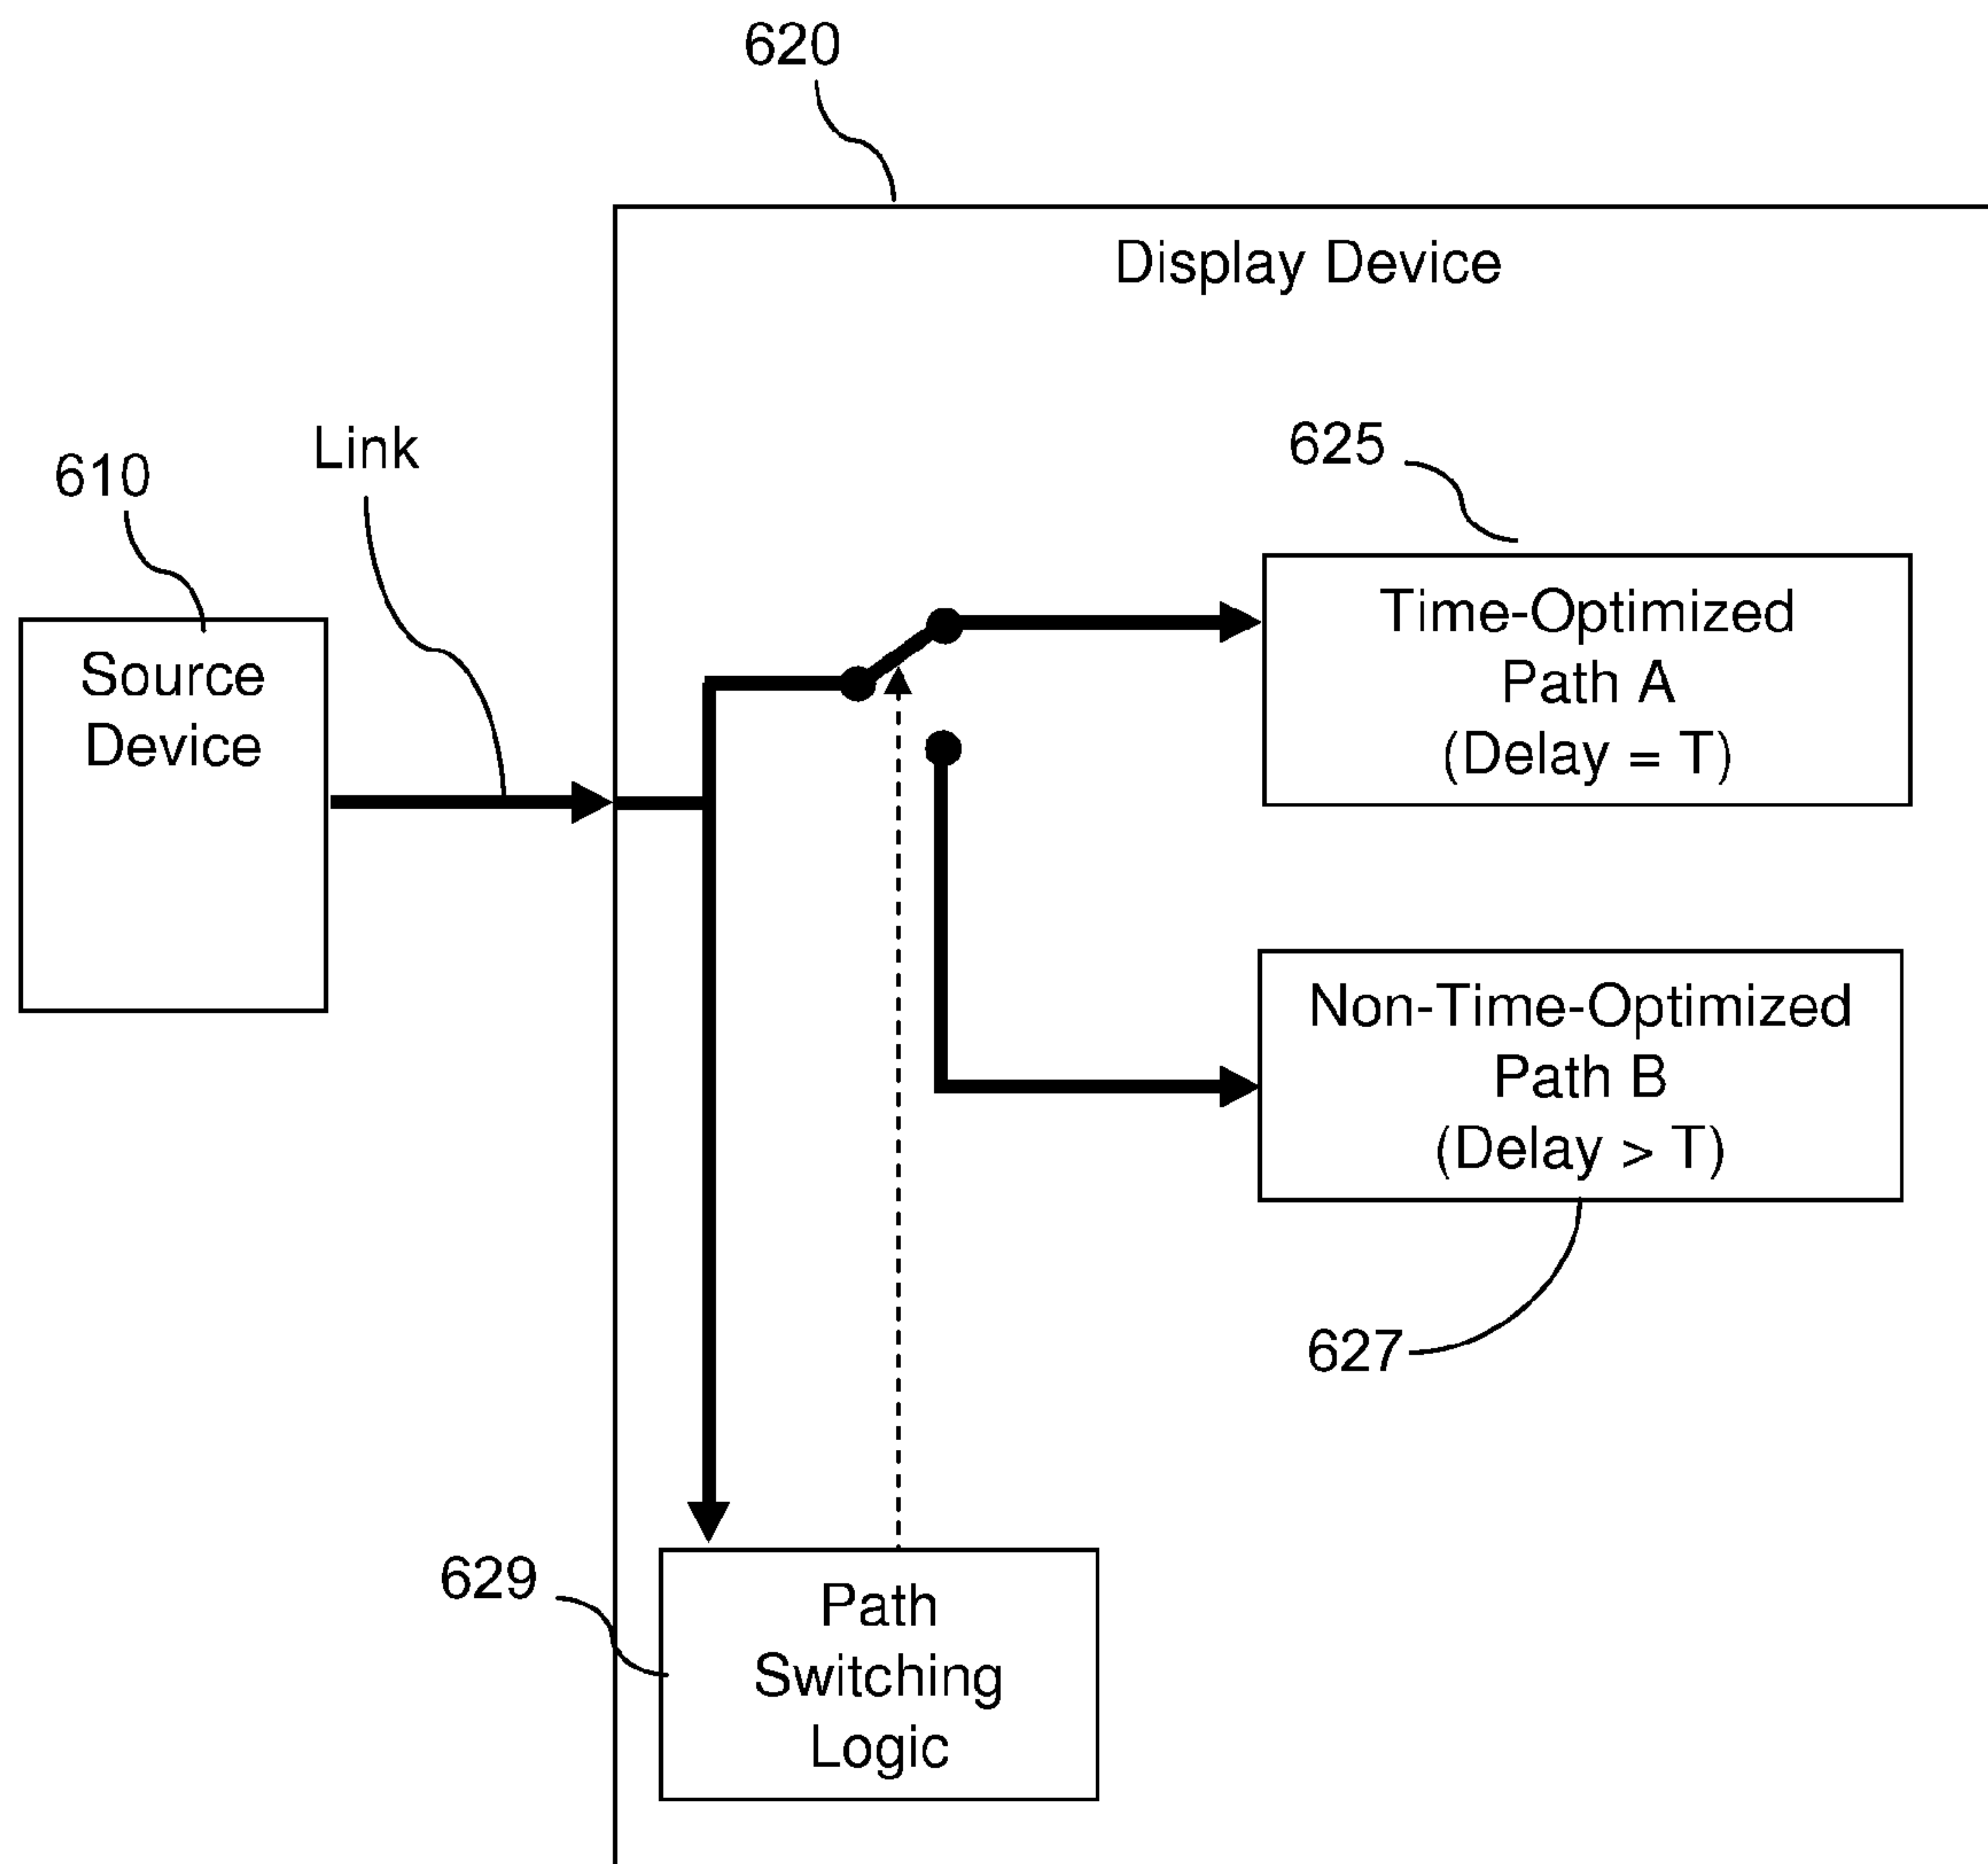 620
Display Device
Link
625
610
Time-Optimized
Path A
(Delay = T)
Source
Device
Non-Time-Optimized
Path B
(Delay > T)
627
629
Path
Switching
Logic